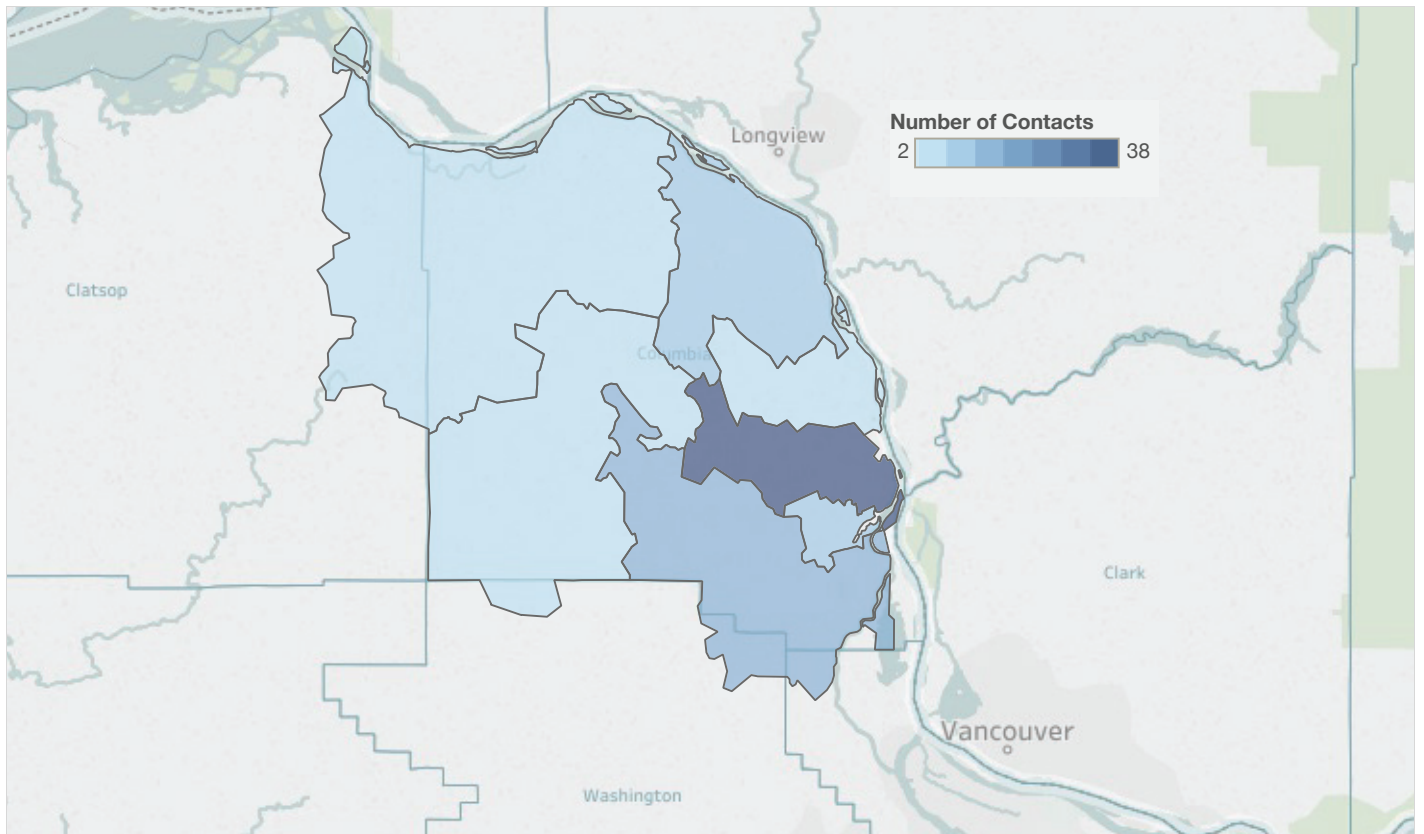 Longview
Number of Contacts
2 38
Clatsop
Columbia
Clark
Vancouver
Washington